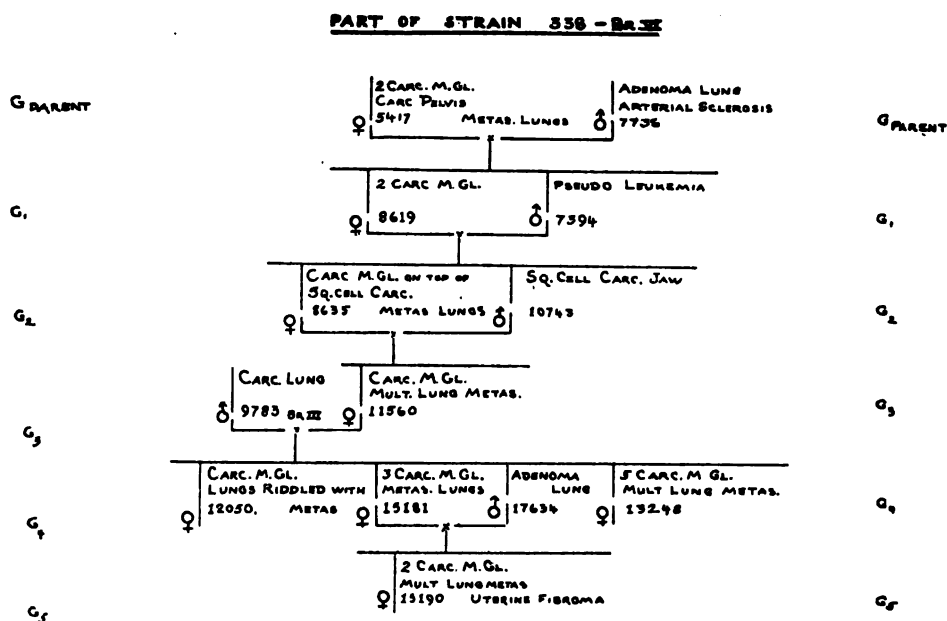 PART OF STRAIN 338 - BR. VI
G PARENT
2 CARC. M. GL.
CARC PELVIS
5417 METAS. LUNGS
♀
ADENOMA LUNG
ARTERIAL SCLEROSIS
♂ 7736
G PARENT
×
G1
2 CARC M. GL.
♀ 8619
PSEUDO LEUKEMIA
♂ 7394
G1
×
G2
CARC M. GL. ON TOP OF
SQ. CELL CARC.
♀ 8635 METAS LUNGS
SQ. CELL CARC. JAW
♂ 10743
G2
×
G3
CARC. LUNG
♂ 9783 BR III
CARC. M. GL.
MULT. LUNG METAS.
♀ 11560
G3
×
G4
CARC. M. GL.
LUNGS RIDDLED WITH
♀ 12050. METAS
3 CARC. M. GL.
METAS. LUNGS
♀ 15181
ADENOMA
LUNG
♂ 17634
5 CARC. M GL.
MULT LUNG METAS.
♀ 13248
G4
×
G5
2 CARC. M. GL.
MULT LUNG METAS
♀ 15190 UTERINE FIBROMA
G5